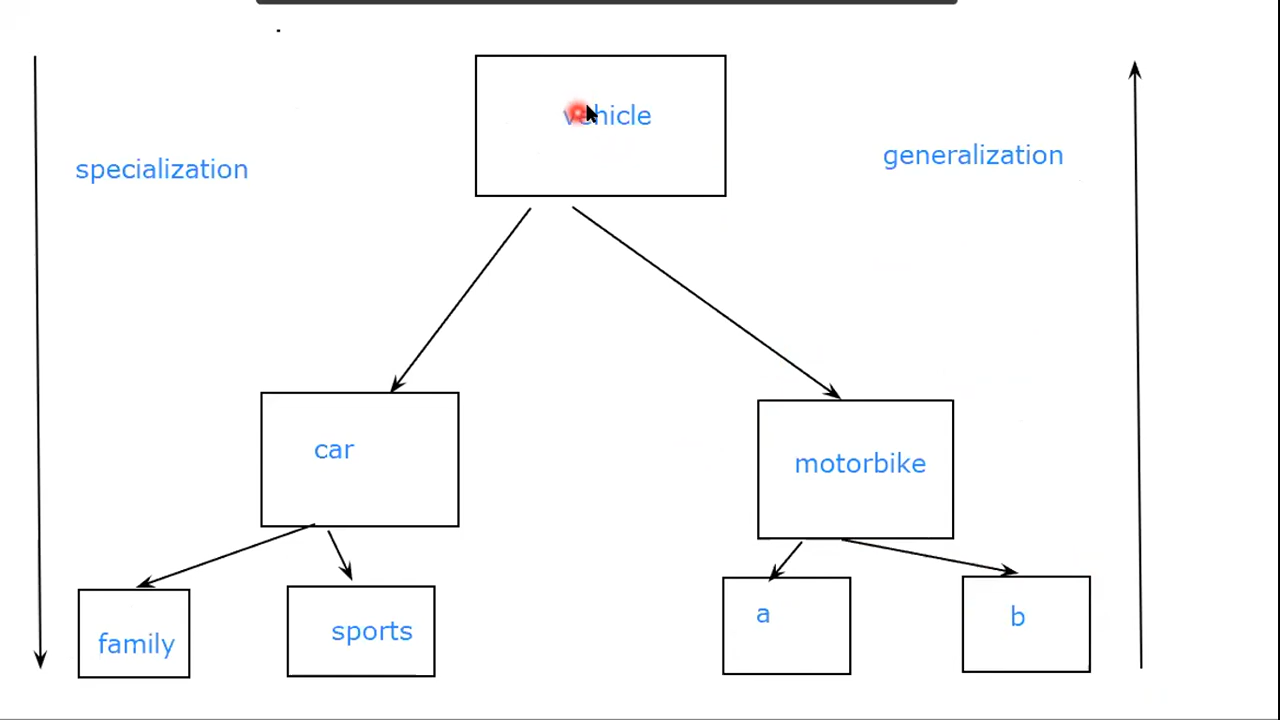 vehicle
specialization
generalization
car
motorbike
family
sports
a
b